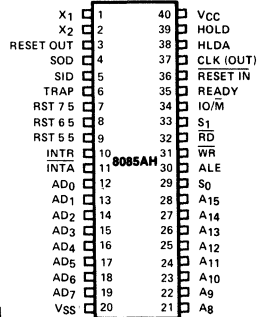 X1 1 40 VCC
X2 2 39 HOLD
RESET OUT 3 38 HLDA
SOD 4 37 CLK (OUT)
SID 5 36 RESET IN
TRAP 6 35 READY
RST 7 5 7 34 IO/M
RST 6 5 8 33 S1
RST 5 5 9 32 RD
INTR 10 31 WR
INTA 11 8085AH 30 ALE
AD0 12 29 S0
AD1 13 28 A15
AD2 14 27 A14
AD3 15 26 A13
AD4 16 25 A12
AD5 17 24 A11
AD6 18 23 A10
AD7 19 22 A9
VSS 20 21 A8